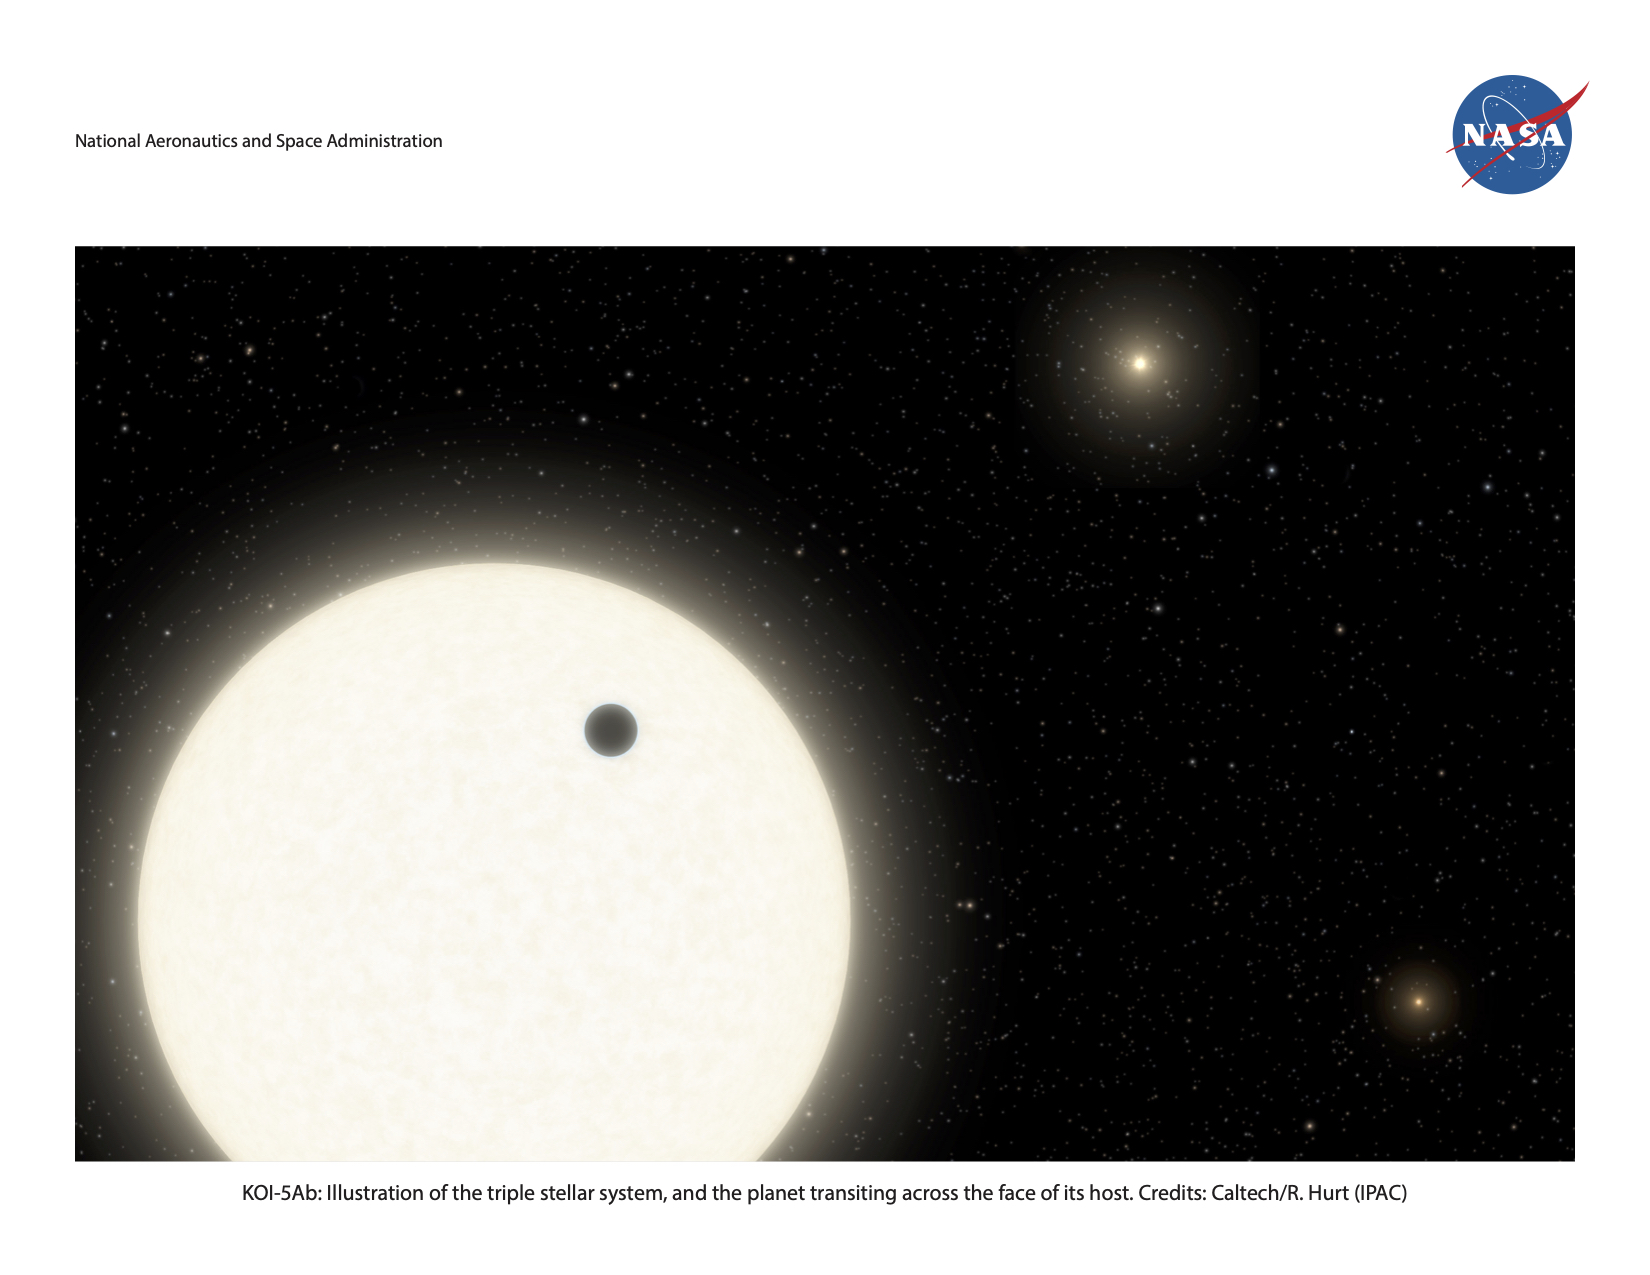 National Aeronautics and Space Administration
NASA
KOI-5Ab: Illustration of the triple stellar system, and the planet transiting across the face of its host. Credits: Caltech/R. Hurt (IPAC)